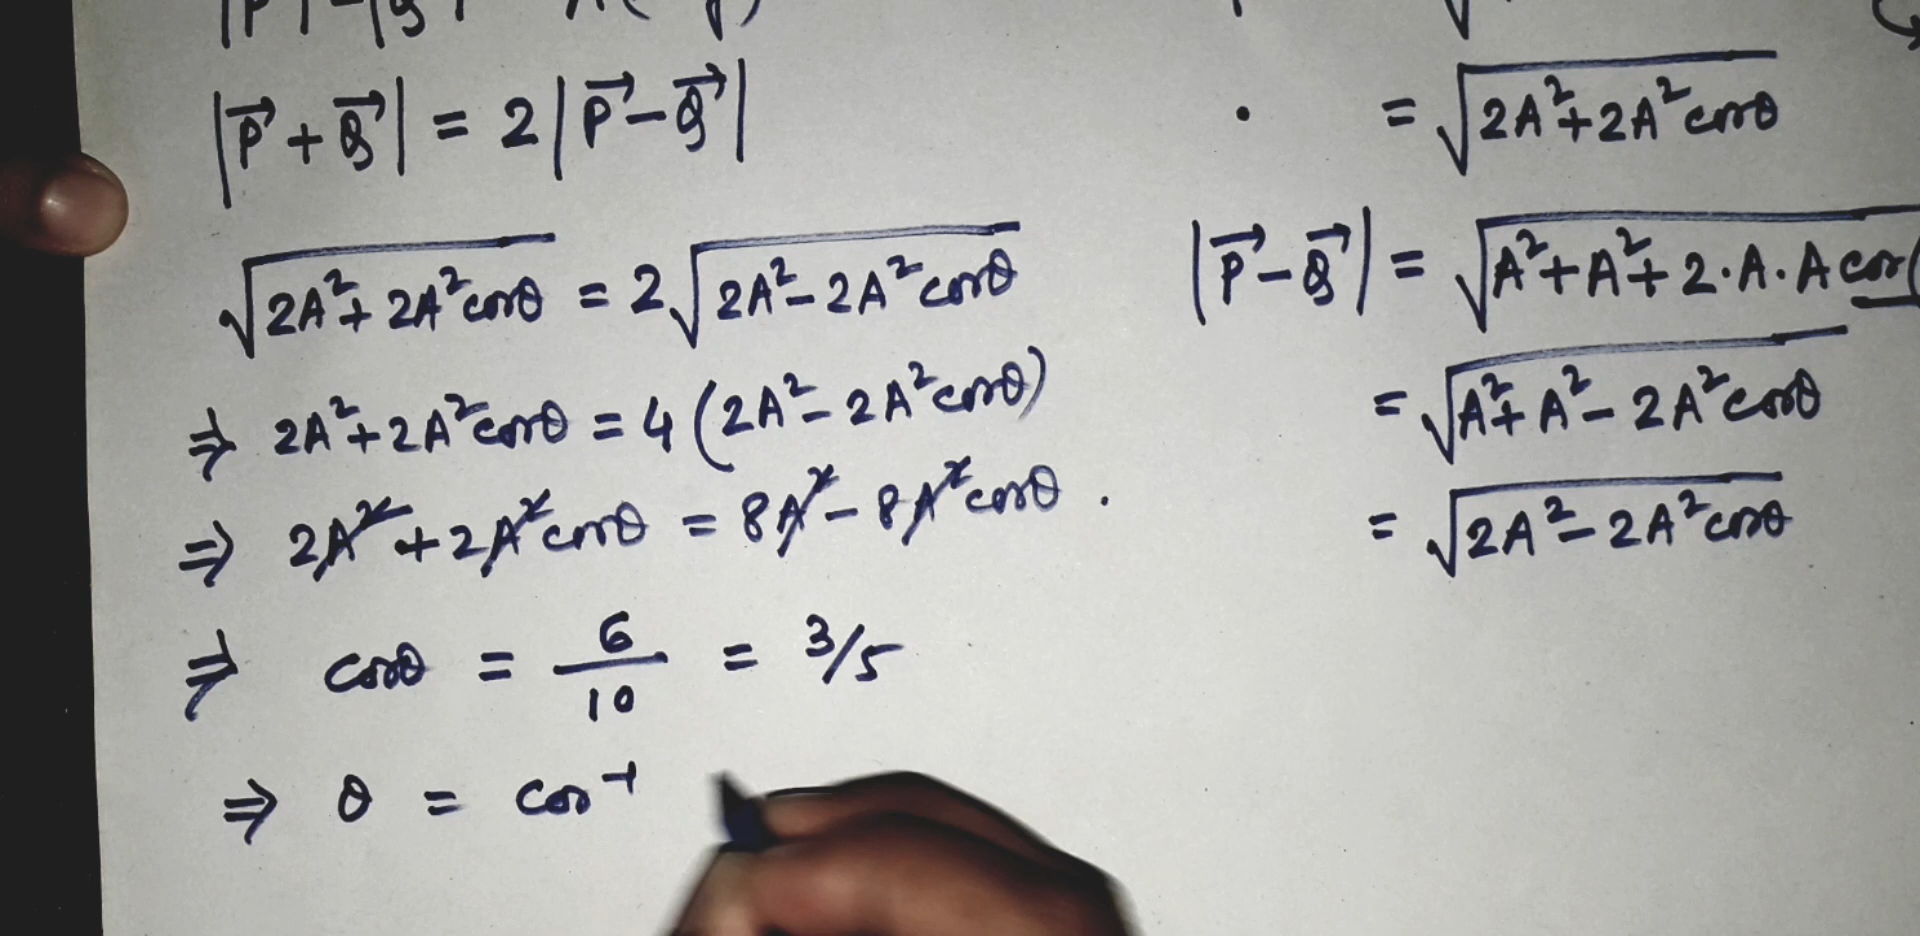 |P⃗ + Q⃗| = 2|P⃗ − Q⃗|
√(2A² + 2A² cosθ) = 2√(2A² − 2A² cosθ)
⇒ 2A² + 2A² cosθ = 4(2A² − 2A² cosθ)
⇒ 2A² + 2A² cosθ = 8A² − 8A² cosθ .
⇒ cosθ = 6/10 = 3/5
⇒ θ = cos⁻¹
= √(2A² + 2A² cosθ)
|P⃗ − Q⃗| = √(A² + A² + 2·A·A cos(
= √(A² + A² − 2A² cosθ)
= √(2A² − 2A² cosθ)